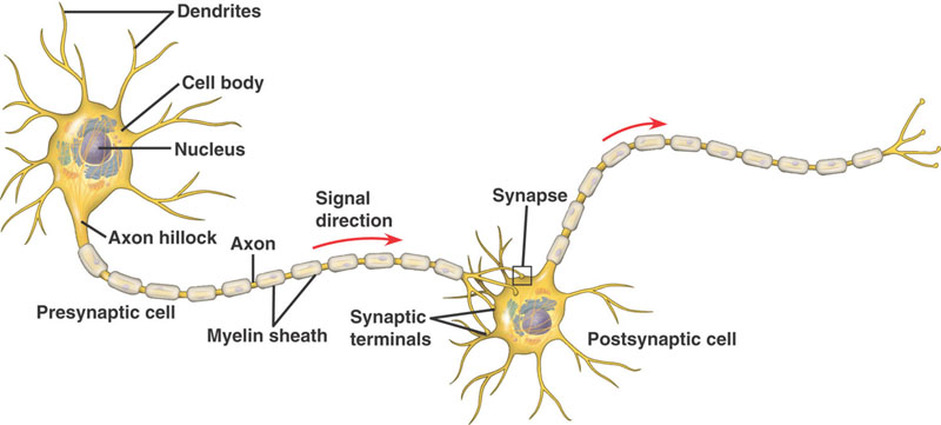 Dendrites
Cell body
Nucleus
Axon hillock
Axon
Signal
direction
Synapse
Presynaptic cell
Myelin sheath
Synaptic
terminals
Postsynaptic cell